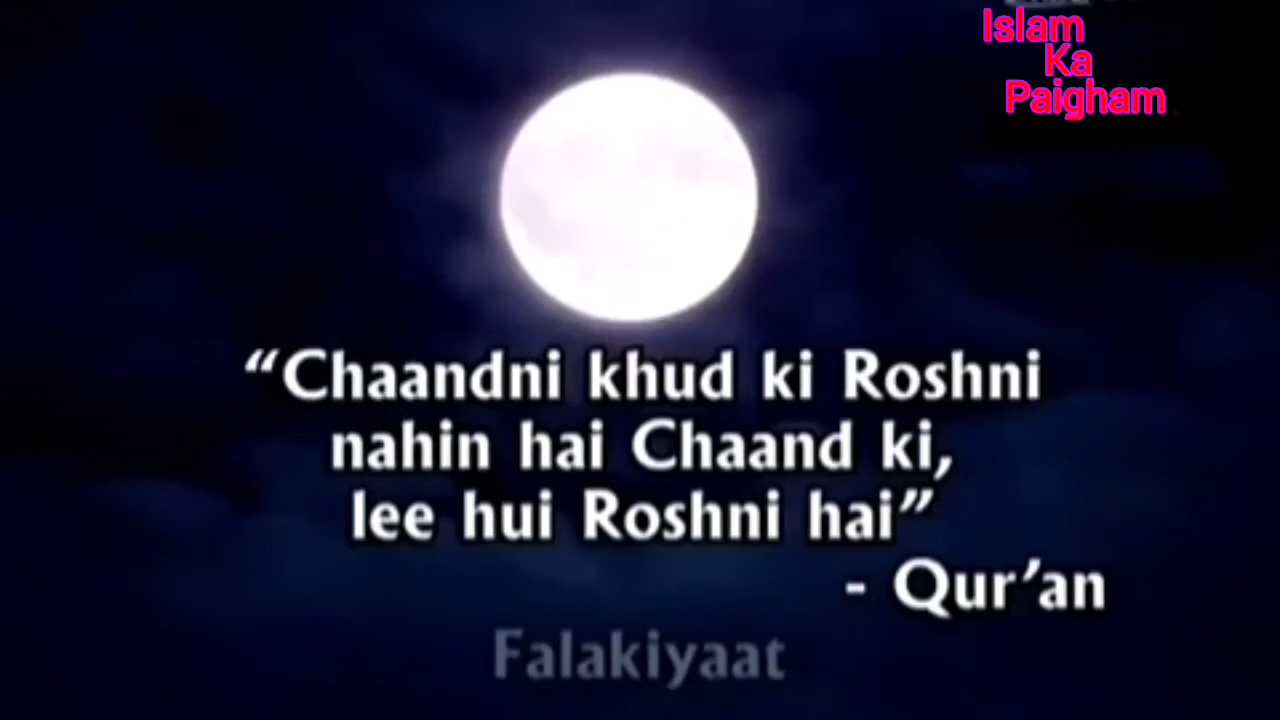 Islam
Ka
Paigham
“Chaandni khud ki Roshni
nahin hai Chaand ki,
lee hui Roshni hai”
- Qur’an
Falakiyaat